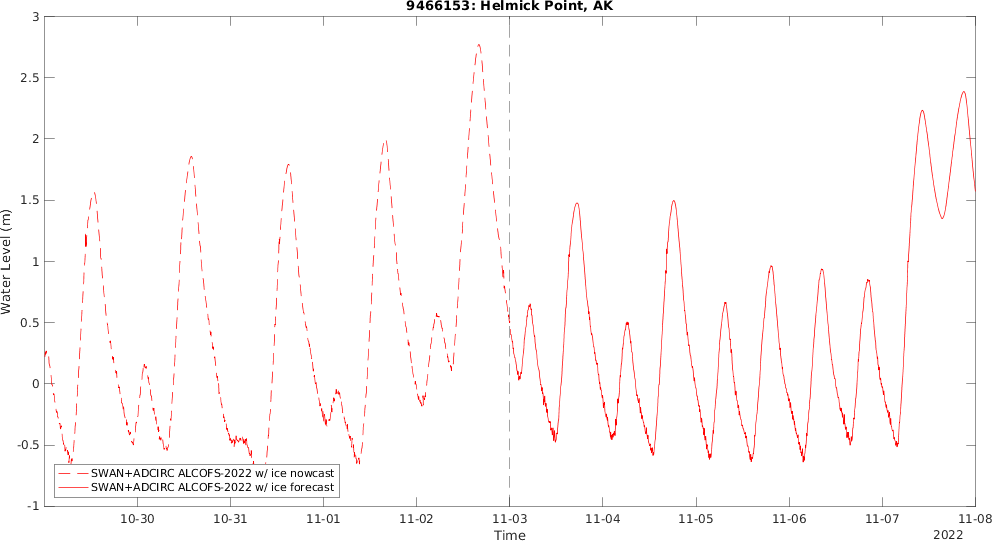 9466153: Helmick Point, AK
Water Level (m)
3
2.5
2
1.5
1
0.5
0
-0.5
-1
SWAN+ADCIRC ALCOFS-2022 w/ ice nowcast
SWAN+ADCIRC ALCOFS-2022 w/ ice forecast
10-30 10-31 11-01 11-02 11-03 11-04 11-05 11-06 11-07 11-08
Time
2022